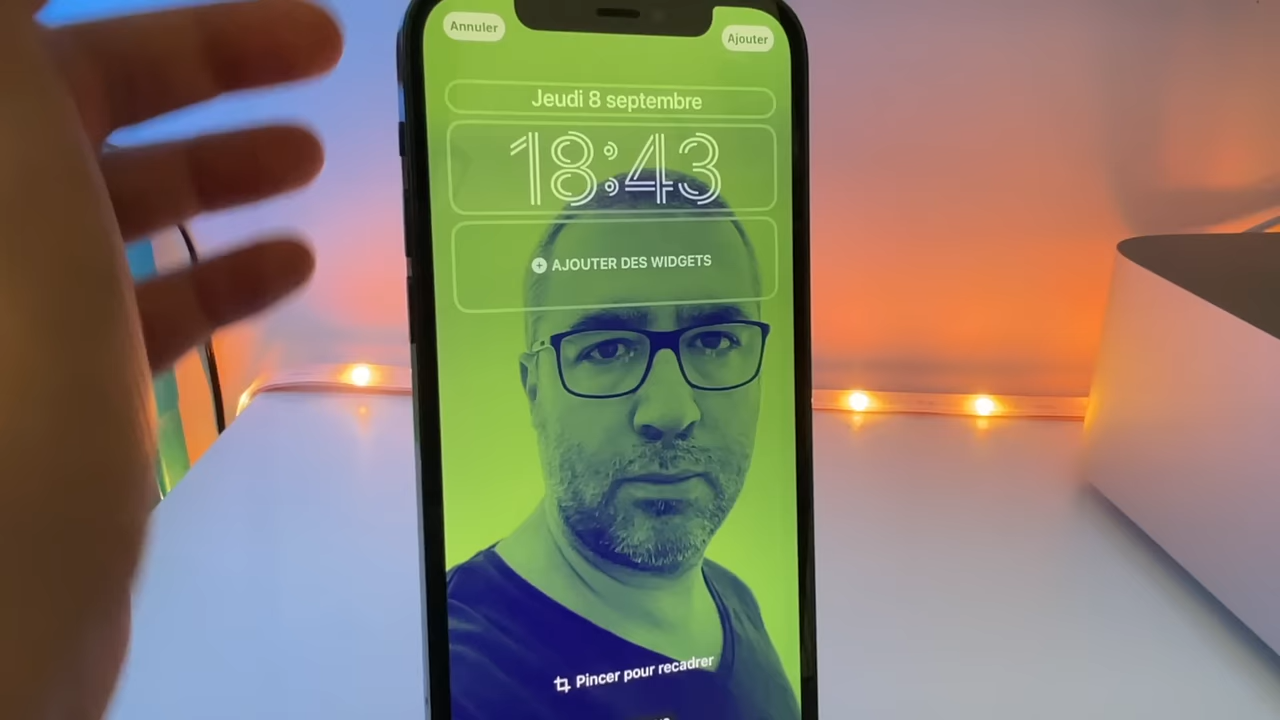 Annuler
Ajouter
Jeudi 8 septembre
18:43
AJOUTER DES WIDGETS
Pincer pour recadrer